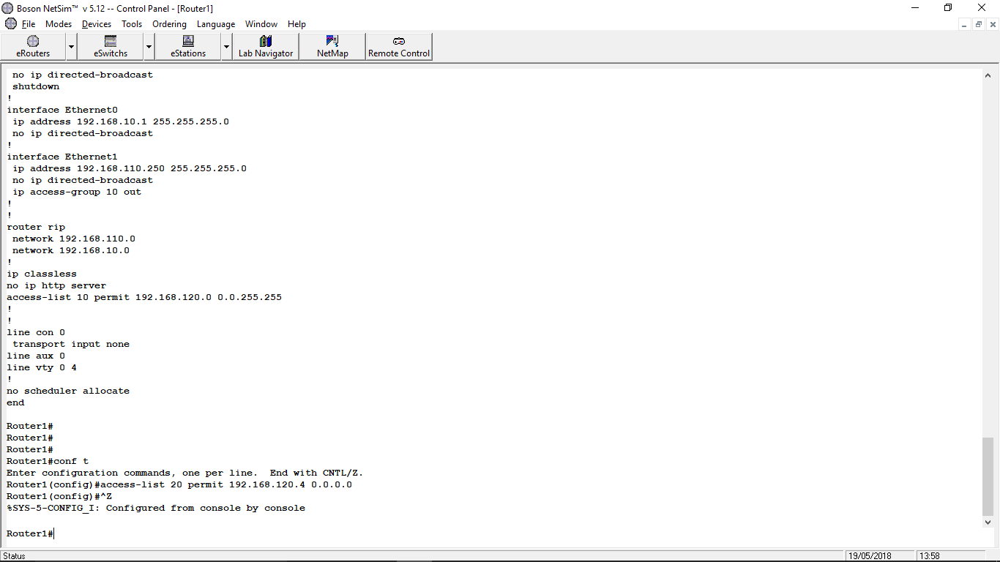 Boson NetSim™ v 5.12 -- Control Panel - [Router1]
File Modes Devices Tools Ordering Language Window Help
eRouters eSwitchs eStations Lab Navigator NetMap Remote Control
no ip directed-broadcast
shutdown
!
interface Ethernet0
ip address 192.168.10.1 255.255.255.0
no ip directed-broadcast
!
interface Ethernet1
ip address 192.168.110.250 255.255.255.0
no ip directed-broadcast
ip access-group 10 out
!
!
router rip
network 192.168.110.0
network 192.168.10.0
!
ip classless
no ip http server
access-list 10 permit 192.168.120.0 0.0.255.255
!
!
line con 0
transport input none
line aux 0
line vty 0 4
!
no scheduler allocate
end
Router1#
Router1#
Router1#
Router1#conf t
Enter configuration commands, one per line.  End with CNTL/Z.
Router1(config)#access-list 20 permit 192.168.120.4 0.0.0.0
Router1(config)#^Z
%SYS-5-CONFIG_I: Configured from console by console
Router1#
Status 19/05/2018 13:58